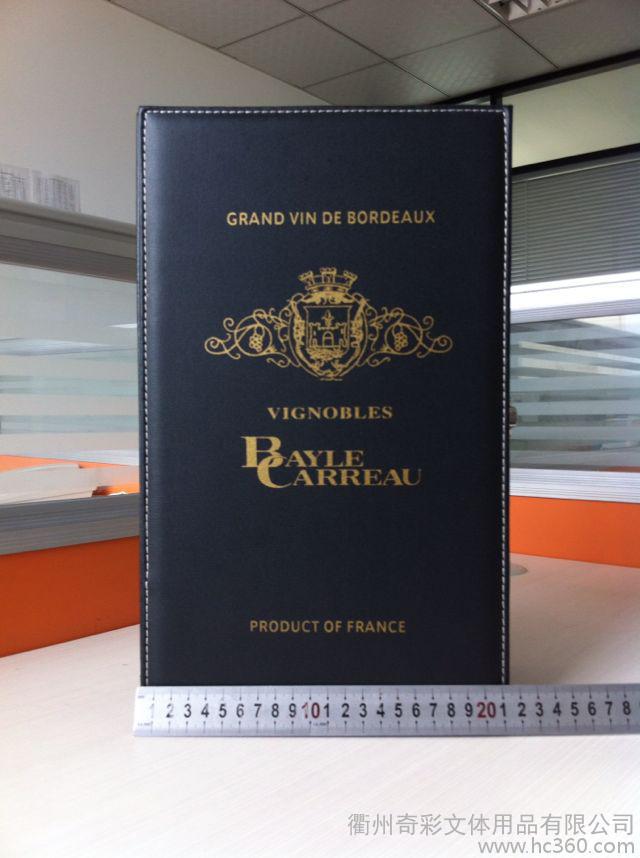 GRAND VIN DE BORDEAUX
VIGNOBLES
BAYLE
CARREAU
PRODUCT OF FRANCE
1 2 3 4 5 6 7 8 9 10 1 2 3 4 5 6 7 8 9 20 1 2 3 4 5 6 7 8
衢州奇彩文体用品有限公司
www.hc360.com